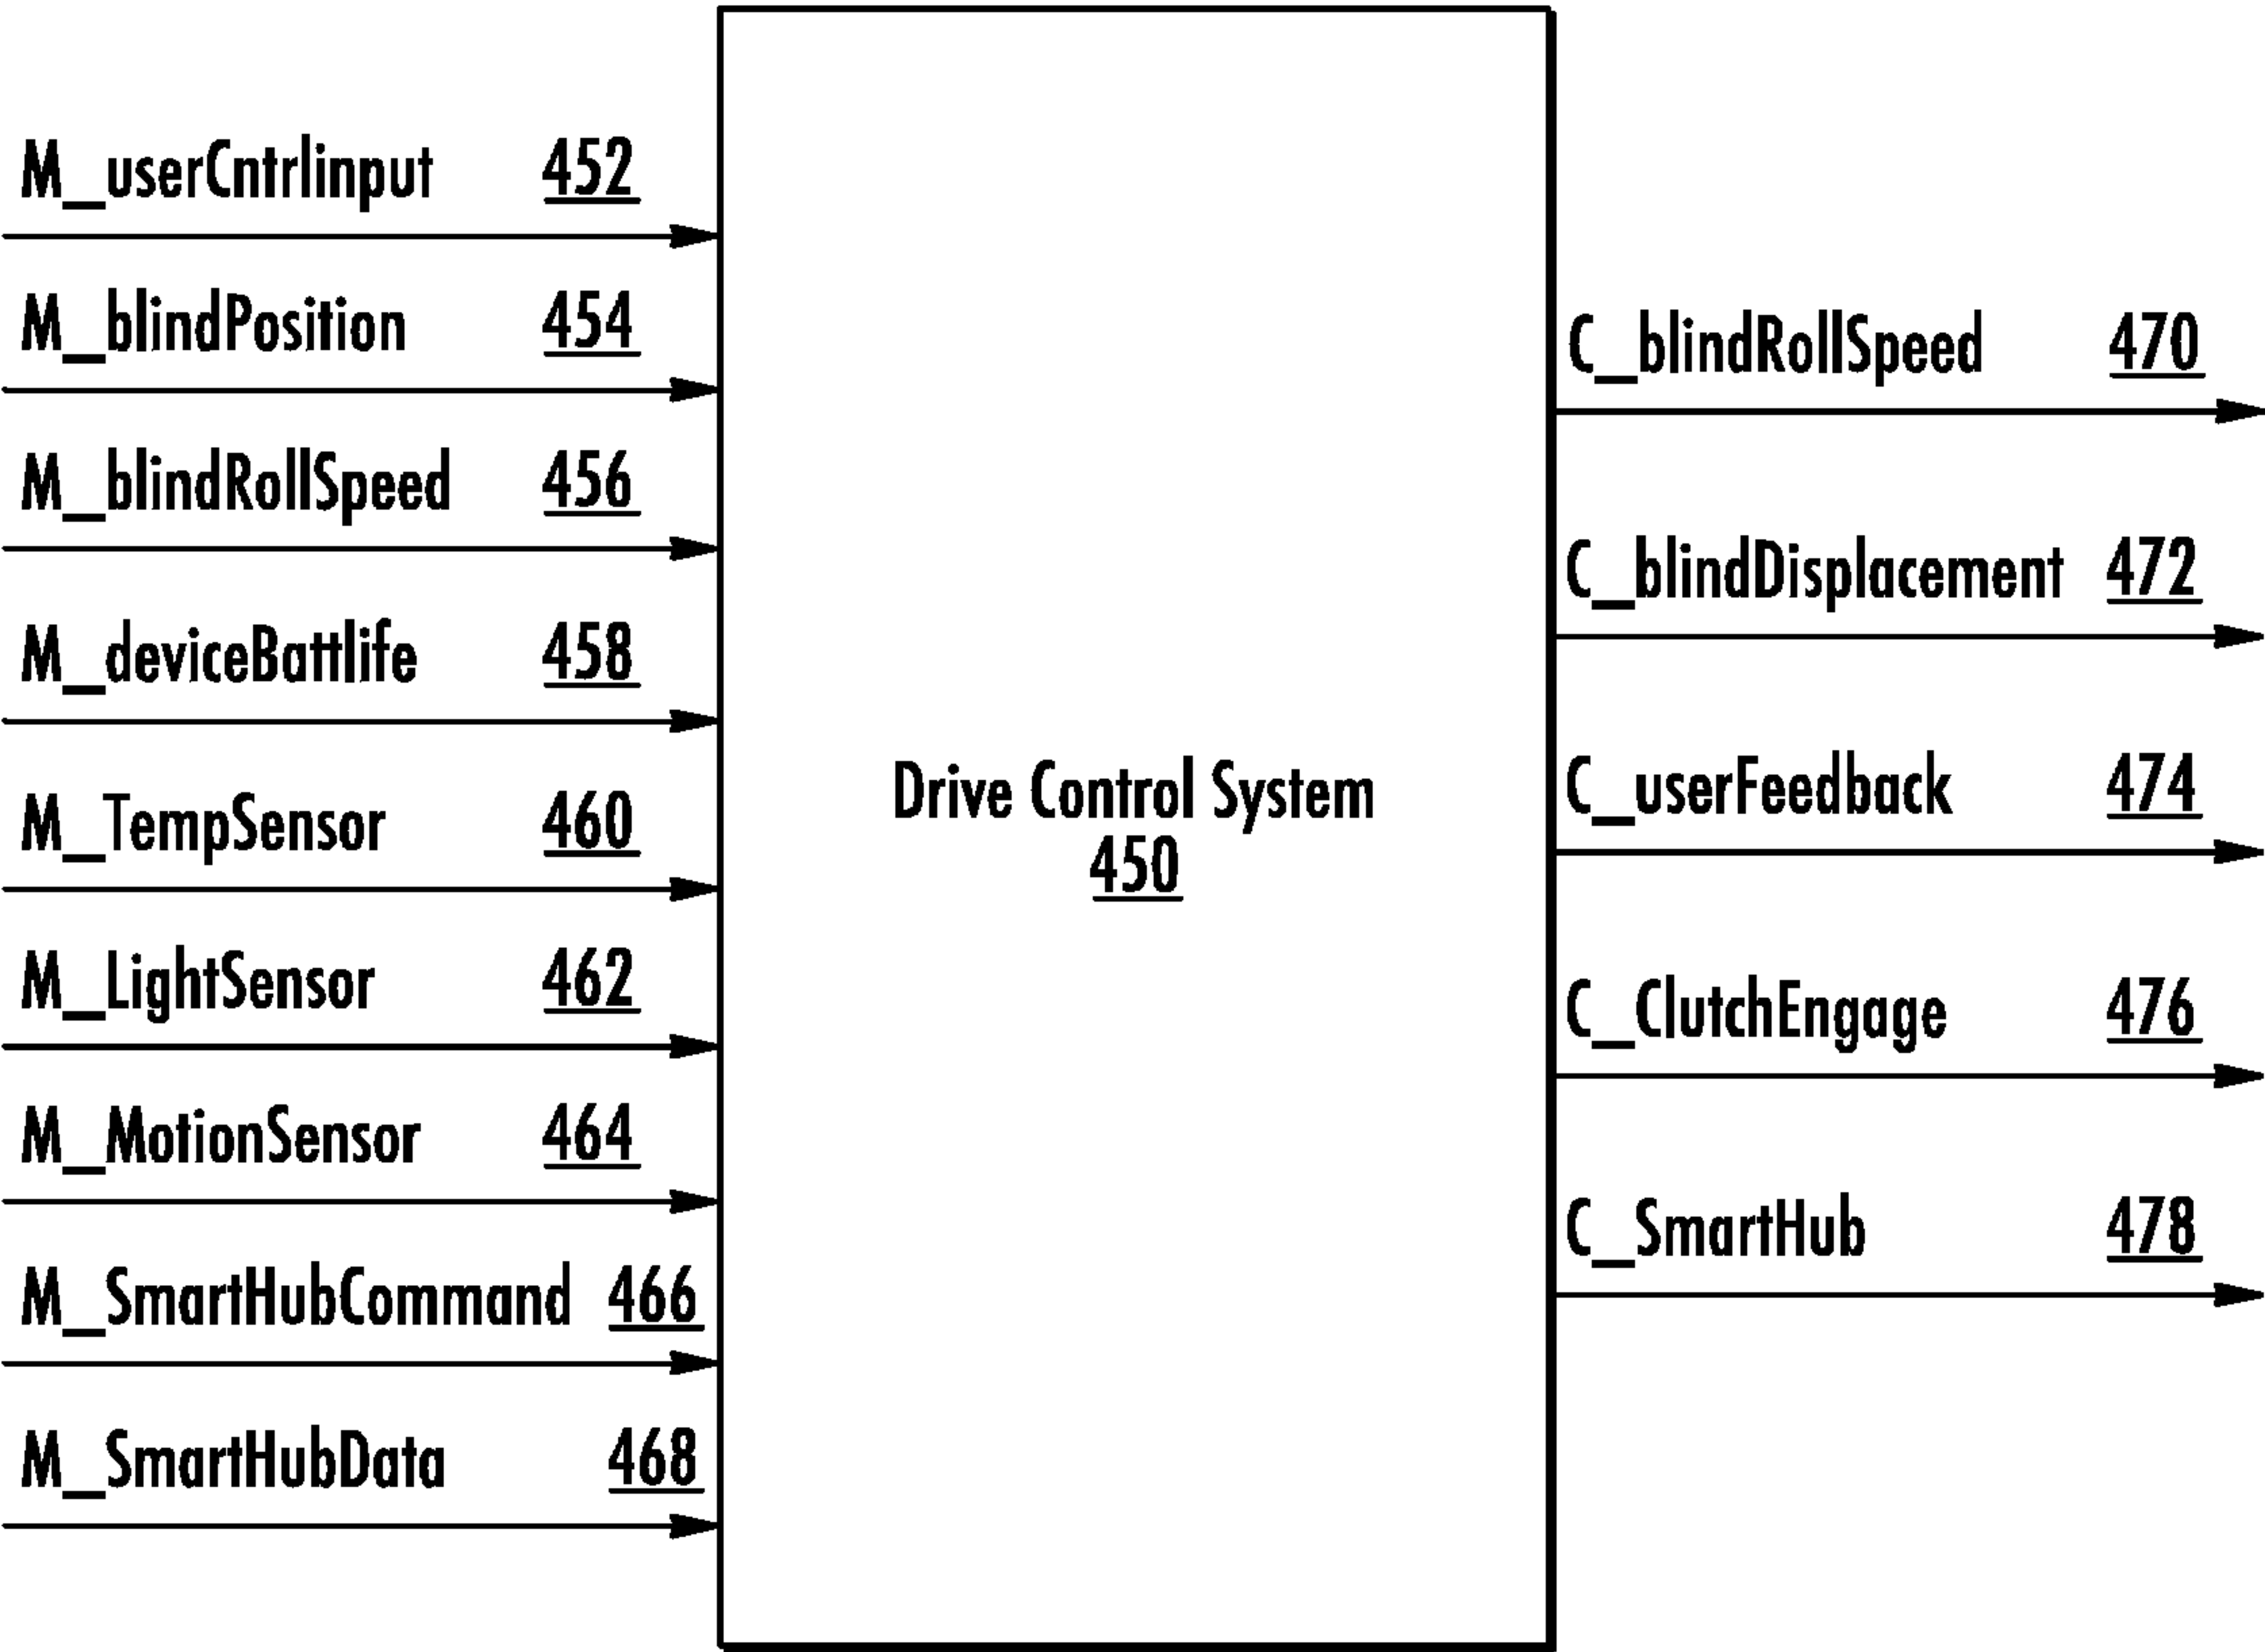 M_userCntrlinput 452
M_blindPosition 454
M_blindRollSpeed 456
M_deviceBattlife 458
M_TempSensor 460
M_LightSensor 462
M_MotionSensor 464
M_SmartHubCommand 466
M_SmartHubData 468
Drive Control System
450
C_blindRollSpeed 470
C_blindDisplacement 472
C_userFeedback 474
C_ClutchEngage 476
C_SmartHub 478